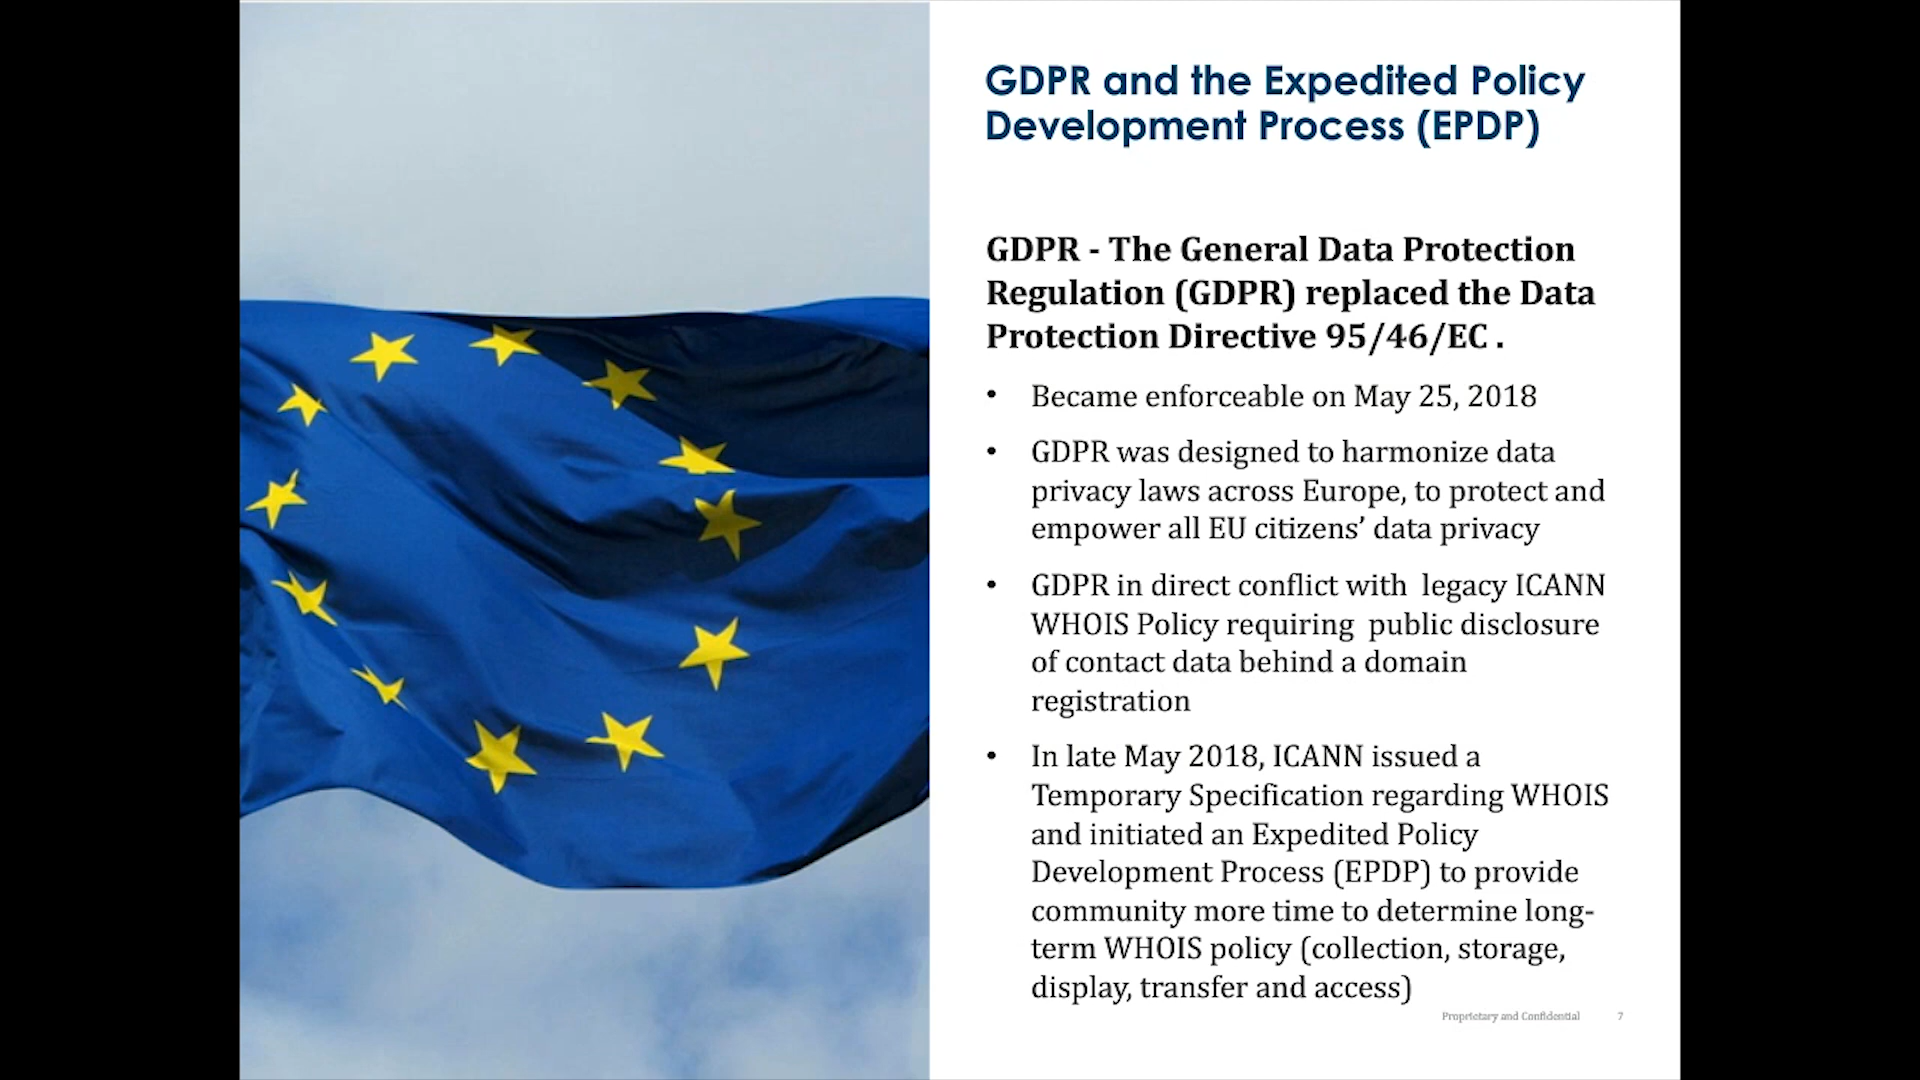 GDPR and the Expedited Policy
Development Process (EPDP)
GDPR - The General Data Protection
Regulation (GDPR) replaced the Data
Protection Directive 95/46/EC .
• Became enforceable on May 25, 2018
• GDPR was designed to harmonize data
privacy laws across Europe, to protect and
empower all EU citizens’ data privacy
• GDPR in direct conflict with  legacy ICANN
WHOIS Policy requiring  public disclosure
of contact data behind a domain
registration
• In late May 2018, ICANN issued a
Temporary Specification regarding WHOIS
and initiated an Expedited Policy
Development Process (EPDP) to provide
community more time to determine long-
term WHOIS policy (collection, storage,
display, transfer and access)
Proprietary and Confidential 7